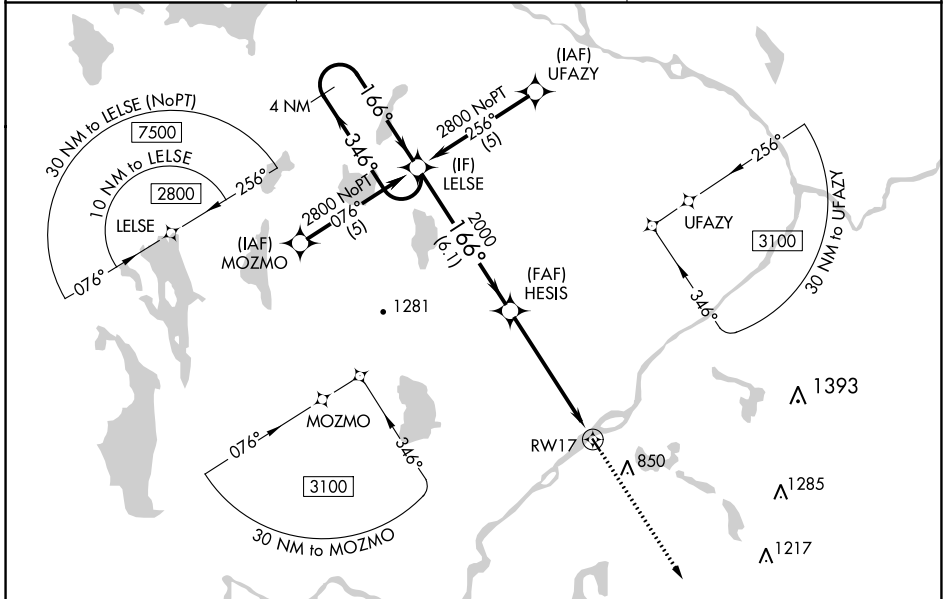 (IAF)
UFAZY
4 NM
166°
346°
2800 NoPT
256°
(5)
(IF)
LELSE
2800 NoPT
076°
(5)
(IAF)
MOZMO
2000
166°
(6.1)
(FAF)
HESIS
RW17
30 NM to LELSE (NoPT)
7500
10 NM to LELSE
2800
256°
LELSE
076°
256°
UFAZY
3100
346°
30 NM to UFAZY
1281
MOZMO
076°
346°
3100
30 NM to MOZMO
1393
850
1285
1217